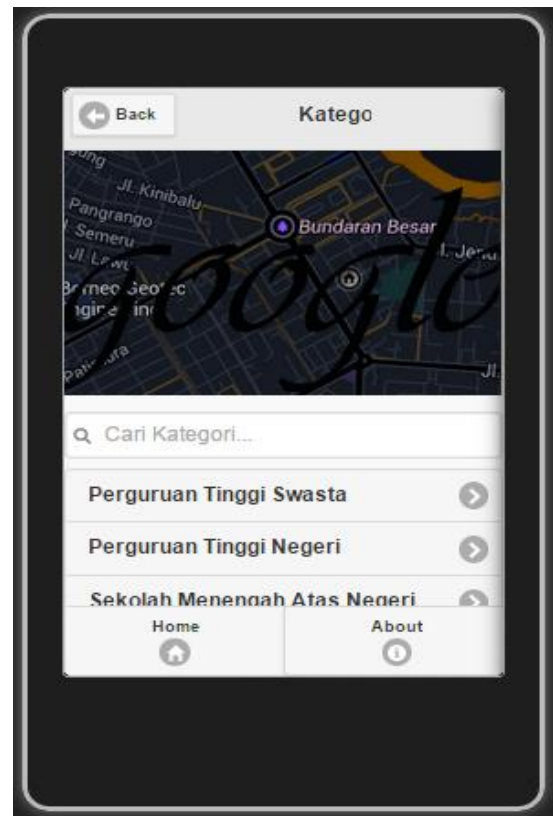 Back
Katego
Jl. Kinibalu
Pangrango
Semeru
Bundaran Besar
google
Cari Kategori...
Perguruan Tinggi Swasta
Perguruan Tinggi Negeri
Sekolah Menengah Atas Negeri
Home
About